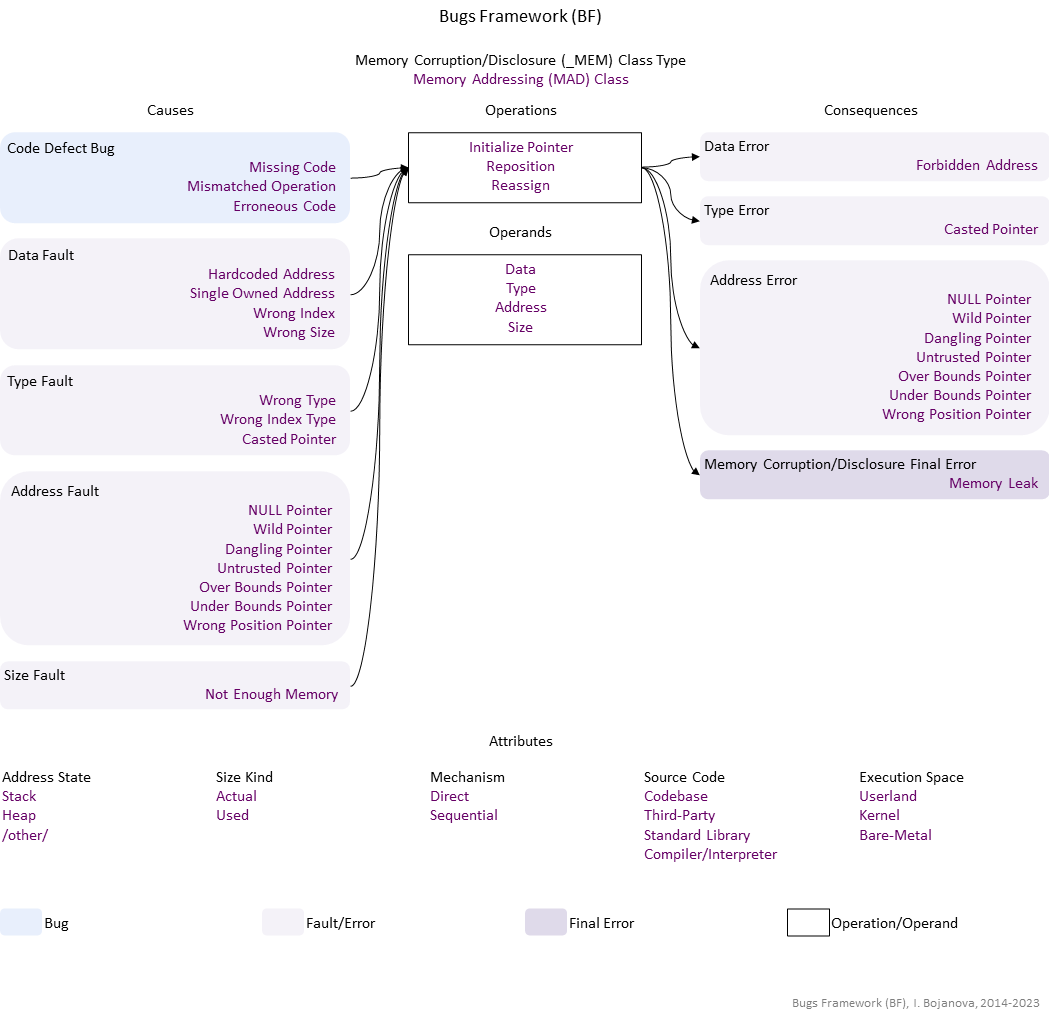 Bugs Framework (BF)
Memory Corruption/Disclosure (_MEM) Class Type
Memory Addressing (MAD) Class
Causes
Code Defect Bug
Missing Code
Mismatched Operation
Erroneous Code
Data Fault
Hardcoded Address
Single Owned Address
Wrong Index
Wrong Size
Type Fault
Wrong Type
Wrong Index Type
Casted Pointer
Address Fault
NULL Pointer
Wild Pointer
Dangling Pointer
Untrusted Pointer
Over Bounds Pointer
Under Bounds Pointer
Wrong Position Pointer
Size Fault
Not Enough Memory
Operations
Initialize Pointer
Reposition
Reassign
Operands
Data
Type
Address
Size
Consequences
Data Error
Forbidden Address
Type Error
Casted Pointer
Address Error
NULL Pointer
Wild Pointer
Dangling Pointer
Untrusted Pointer
Over Bounds Pointer
Under Bounds Pointer
Wrong Position Pointer
Memory Corruption/Disclosure Final Error
Memory Leak
Attributes
Address State
Stack
Heap
/other/
Size Kind
Actual
Used
Mechanism
Direct
Sequential
Source Code
Codebase
Third-Party
Standard Library
Compiler/Interpreter
Execution Space
Userland
Kernel
Bare-Metal
Bug
Fault/Error
Final Error
Operation/Operand
Bugs Framework (BF), I. Bojanova, 2014-2023